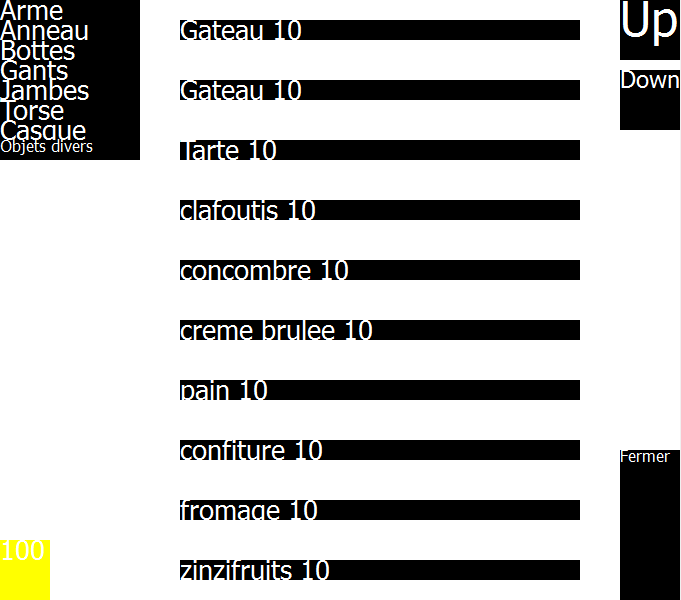 Arme
Anneau
Bottes
Gants
Jambes
Torse
Casque
Objets divers
Gateau 10
Gateau 10
Tarte 10
clafoutis 10
concombre 10
creme brulee 10
pain 10
confiture 10
fromage 10
zinzifruits 10
Up
Down
Fermer
100